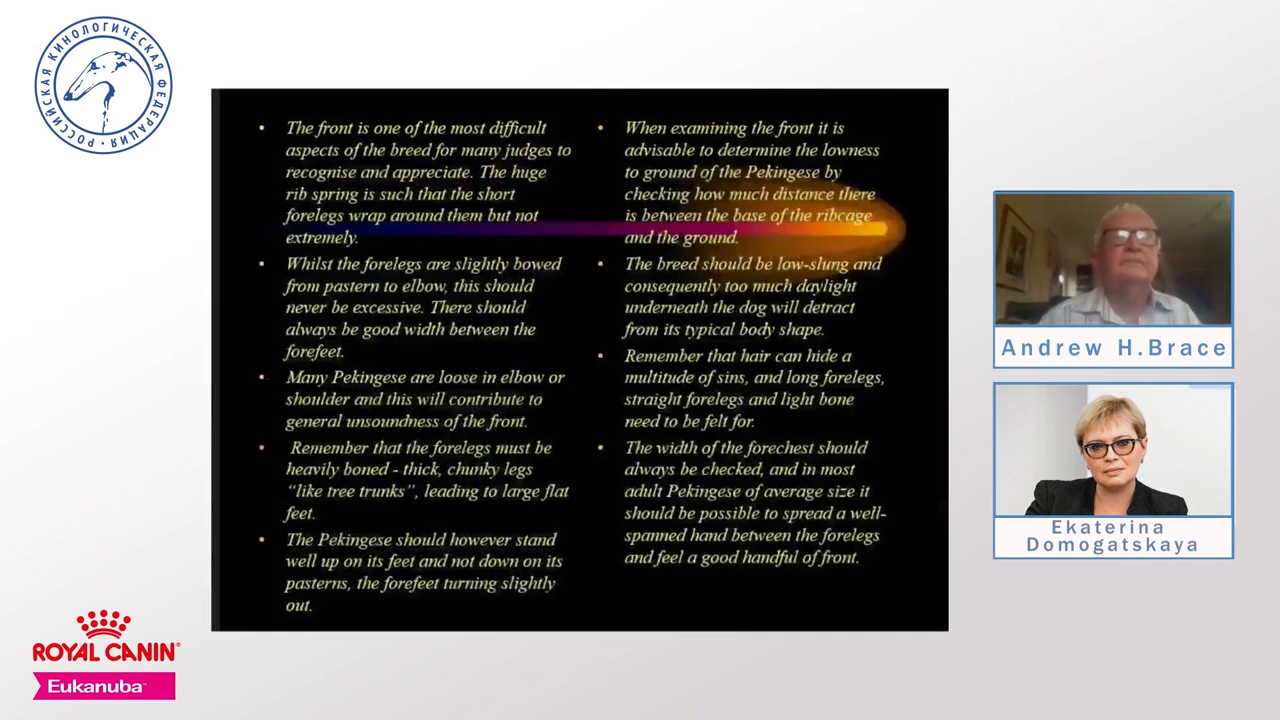 РОССИЙСКАЯ КИНОЛОГИЧЕСКАЯ ФЕДЕРАЦИЯ
• The front is one of the most difficult
aspects of the breed for many judges to
recognise and appreciate. The huge
rib spring is such that the short
forelegs wrap around them but not
extremely.
• Whilst the forelegs are slightly bowed
from pastern to elbow, this should
never be excessive. There should
always be good width between the
forefeet.
• Many Pekingese are loose in elbow or
shoulder and this will contribute to
general unsoundness of the front.
• Remember that the forelegs must be
heavily boned - thick, chunky legs
“like tree trunks”, leading to large flat
feet.
• The Pekingese should however stand
well up on its feet and not down on its
pasterns, the forefeet turning slightly
out.
• When examining the front it is
advisable to determine the lowness
to ground of the Pekingese by
checking how much distance there
is between the base of the ribcage
and the ground.
• The breed should be low-slung and
consequently too much daylight
underneath the dog will detract
from its typical body shape.
• Remember that hair can hide a
multitude of sins, and long forelegs,
straight forelegs and light bone
need to be felt for.
• The width of the forechest should
always be checked, and in most
adult Pekingese of average size it
should be possible to spread a well-
spanned hand between the forelegs
and feel a good handful of front.
Andrew H.Brace
Ekaterina
Domogatskaya
ROYAL CANIN®
Eukanuba™